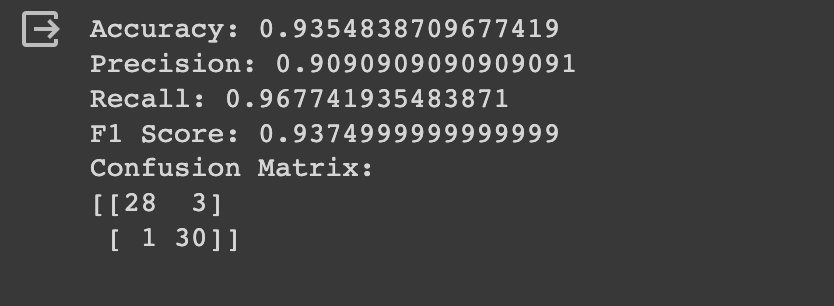 Accuracy: 0.9354838709677419
Precision: 0.9090909090909091
Recall: 0.967741935483871
F1 Score: 0.9374999999999999
Confusion Matrix:
[[28  3]
 [ 1 30]]